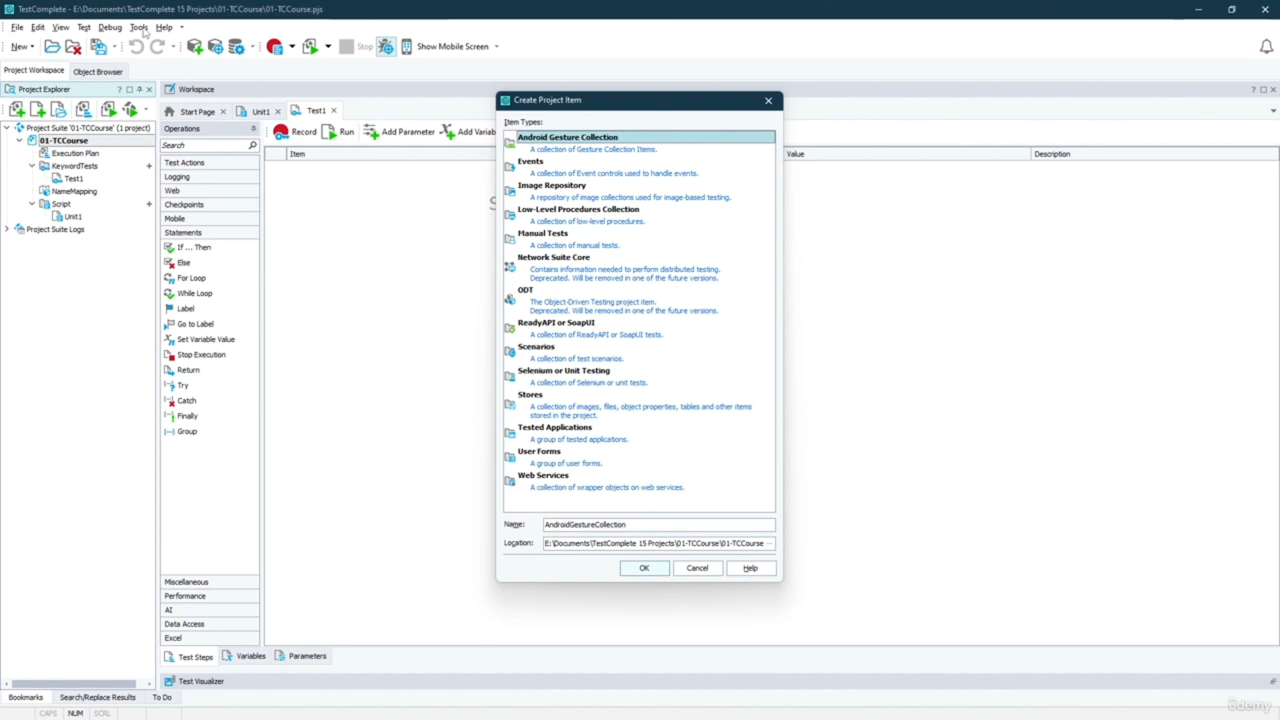 TestComplete - E:\Documents\TestComplete 15 Projects\01-TCCourse\01-TCCourse.pjs
File Edit View Test Debug Tools Help
New Stop Show Mobile Screen
Project Workspace Object Browser
Project Explorer
Workspace
Start Page Unit1 Test1
Project Suite '01-TCCourse' (1 project)
01-TCCourse
Execution Plan
KeywordTests
Test1
NameMapping
Script
Unit1
Project Suite Logs
Operations
Search
Test Actions
Logging
Web
Checkpoints
Mobile
Statements
If ... Then
Else
For Loop
While Loop
Label
Go to Label
Set Variable Value
Stop Execution
Return
Try
Catch
Finally
Group
Miscellaneous
Performance
AI
Data Access
Excel
Record Run Add Parameter Add Variab
Item Value Description
S
Create Project Item
Item Types:
Android Gesture Collection
A collection of Gesture Collection Items.
Events
A collection of Event controls used to handle events.
Image Repository
A repository of image collections used for image-based testing.
Low-Level Procedures Collection
A collection of low-level procedures.
Manual Tests
A collection of manual tests.
Network Suite Core
Contains information needed to perform distributed testing.
Deprecated. Will be removed in one of the future versions.
ODT
The Object-Driven Testing project item.
Deprecated. Will be removed in one of the future versions.
ReadyAPI or SoapUI
A collection of ReadyAPI or SoapUI tests.
Scenarios
A collection of test scenarios.
Selenium or Unit Testing
A collection of Selenium or unit tests.
Stores
A collection of images, files, object properties, tables and other items
stored in the project.
Tested Applications
A group of tested applications.
User Forms
A group of user forms.
Web Services
A collection of wrapper objects on web services.
Name: AndroidGestureCollection
Location: E:\Documents\TestComplete 15 Projects\01-TCCourse\01-TCCourse ...
OK Cancel Help
Test Steps Variables Parameters
Test Visualizer
Bookmarks Search/Replace Results To Do
CAPS NUM SCRL
ûdemy